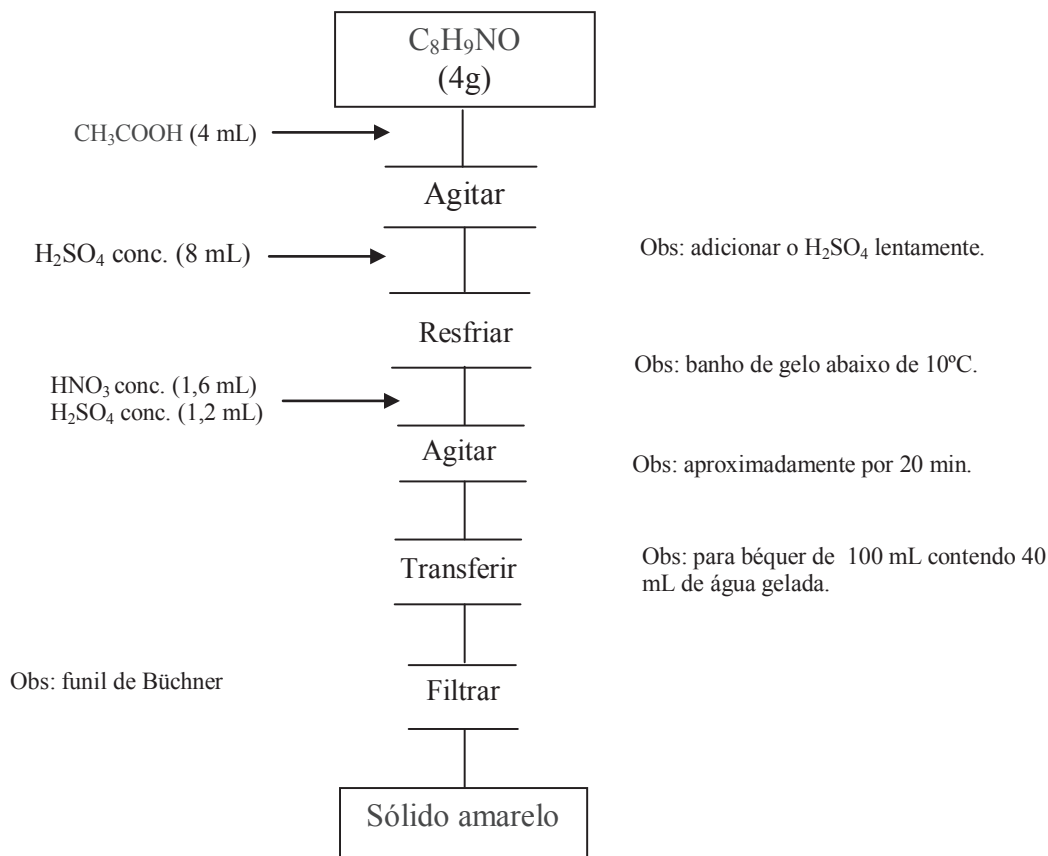 C₈H₉NO
(4g)
CH₃COOH (4 mL)
Agitar
H₂SO₄ conc. (8 mL)
Obs: adicionar o H₂SO₄ lentamente.
Resfriar
Obs: banho de gelo abaixo de 10ºC.
HNO₃ conc. (1,6 mL)
H₂SO₄ conc. (1,2 mL)
Agitar
Obs: aproximadamente por 20 min.
Transferir
Obs: para béquer de 100 mL contendo 40
mL de água gelada.
Obs: funil de Büchner
Filtrar
Sólido amarelo